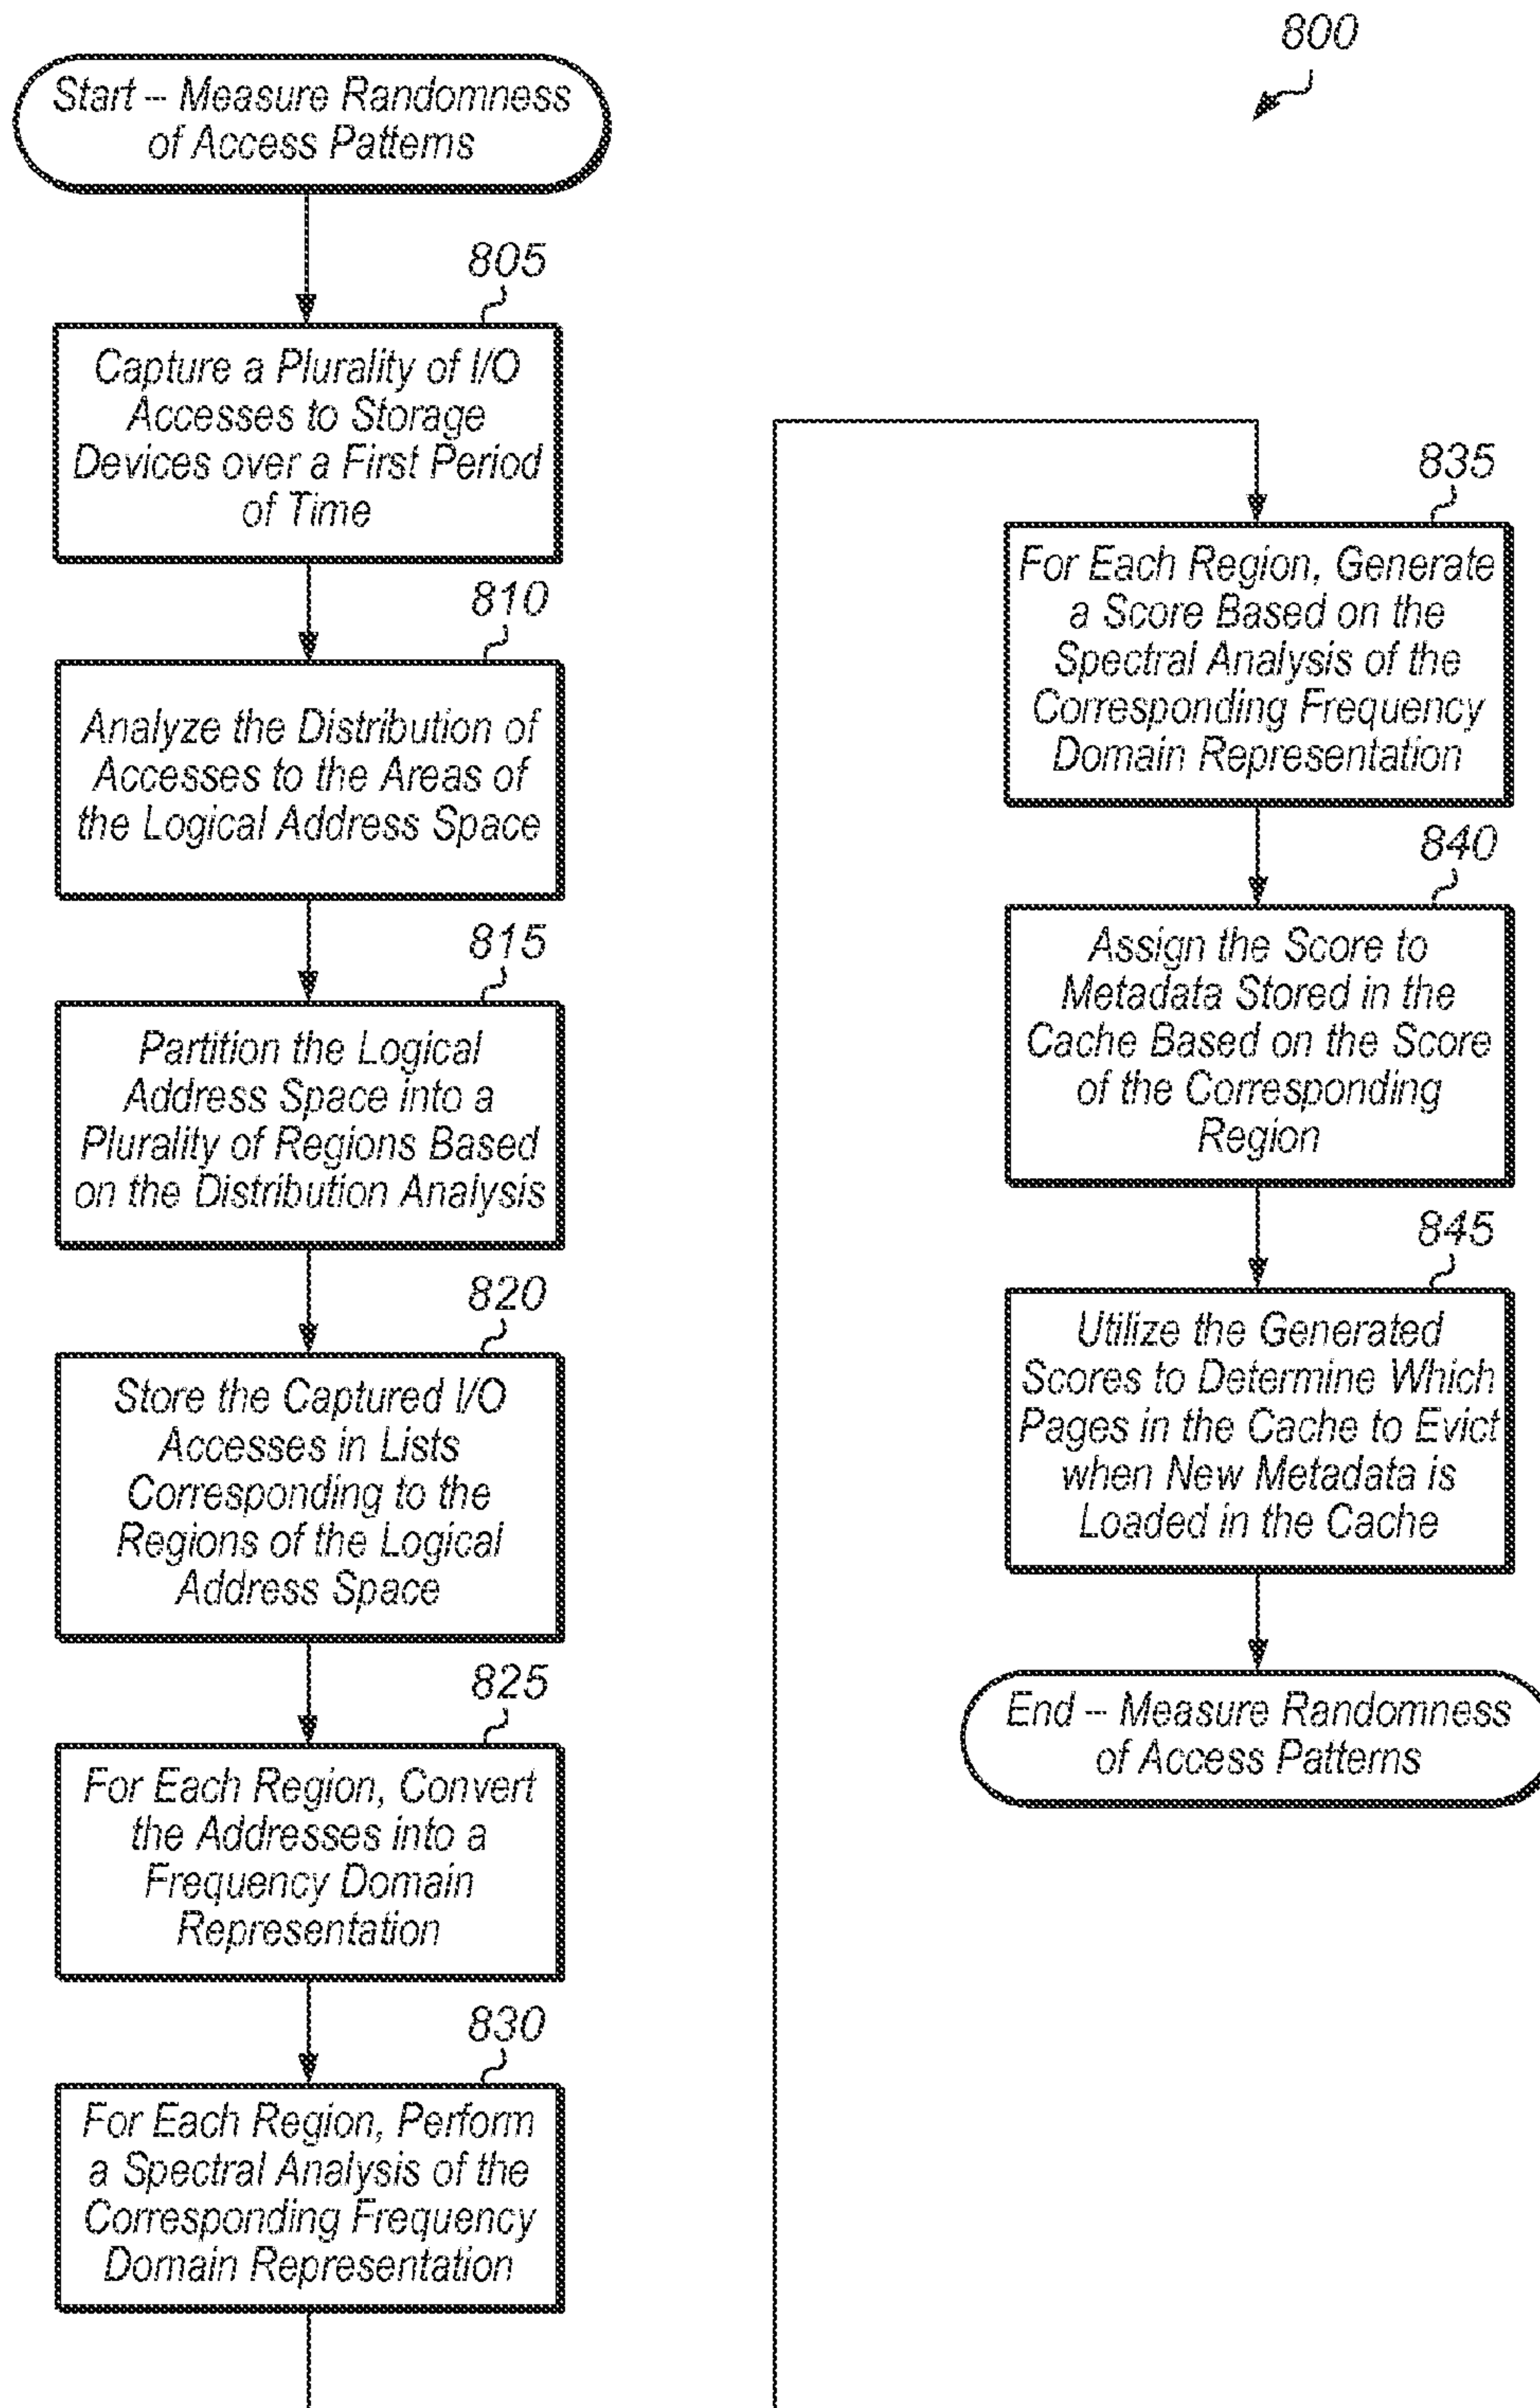 800
Start -- Measure Randomness
of Access Patterns
805
Capture a Plurality of I/O
Accesses to Storage
Devices over a First Period
of Time
810
Analyze the Distribution of
Accesses to the Areas of
the Logical Address Space
815
Partition the Logical
Address Space into a
Plurality of Regions Based
on the Distribution Analysis
820
Store the Captured I/O
Accesses in Lists
Corresponding to the
Regions of the Logical
Address Space
825
For Each Region, Convert
the Addresses into a
Frequency Domain
Representation
830
For Each Region, Perform
a Spectral Analysis of the
Corresponding Frequency
Domain Representation
835
For Each Region, Generate
a Score Based on the
Spectral Analysis of the
Corresponding Frequency
Domain Representation
840
Assign the Score to
Metadata Stored in the
Cache Based on the Score
of the Corresponding
Region
845
Utilize the Generated
Scores to Determine Which
Pages in the Cache to Evict
when New Metadata is
Loaded in the Cache
End -- Measure Randomness
of Access Patterns